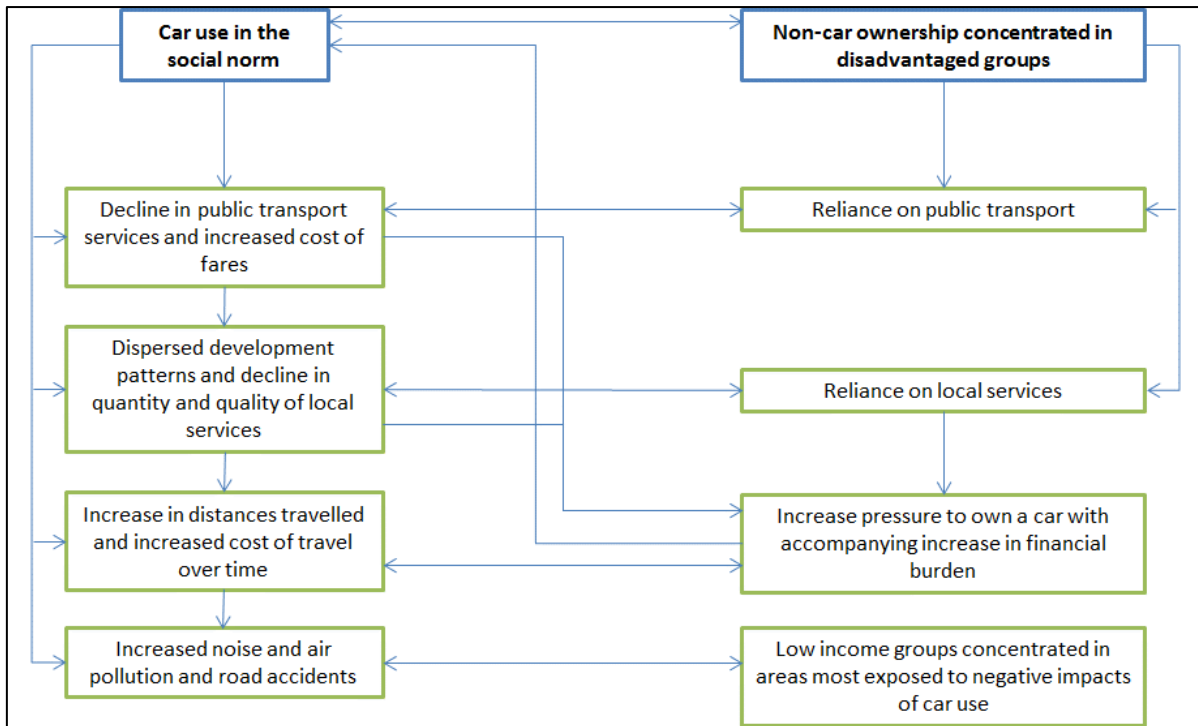 Car use in the
social norm
Non-car ownership concentrated in
disadvantaged groups
Decline in public transport
services and increased cost of
fares
Reliance on public transport
Dispersed development
patterns and decline in
quantity and quality of local
services
Reliance on local services
Increase in distances travelled
and increased cost of travel
over time
Increase pressure to own a car with
accompanying increase in financial
burden
Increased noise and air
pollution and road accidents
Low income groups concentrated in
areas most exposed to negative impacts
of car use